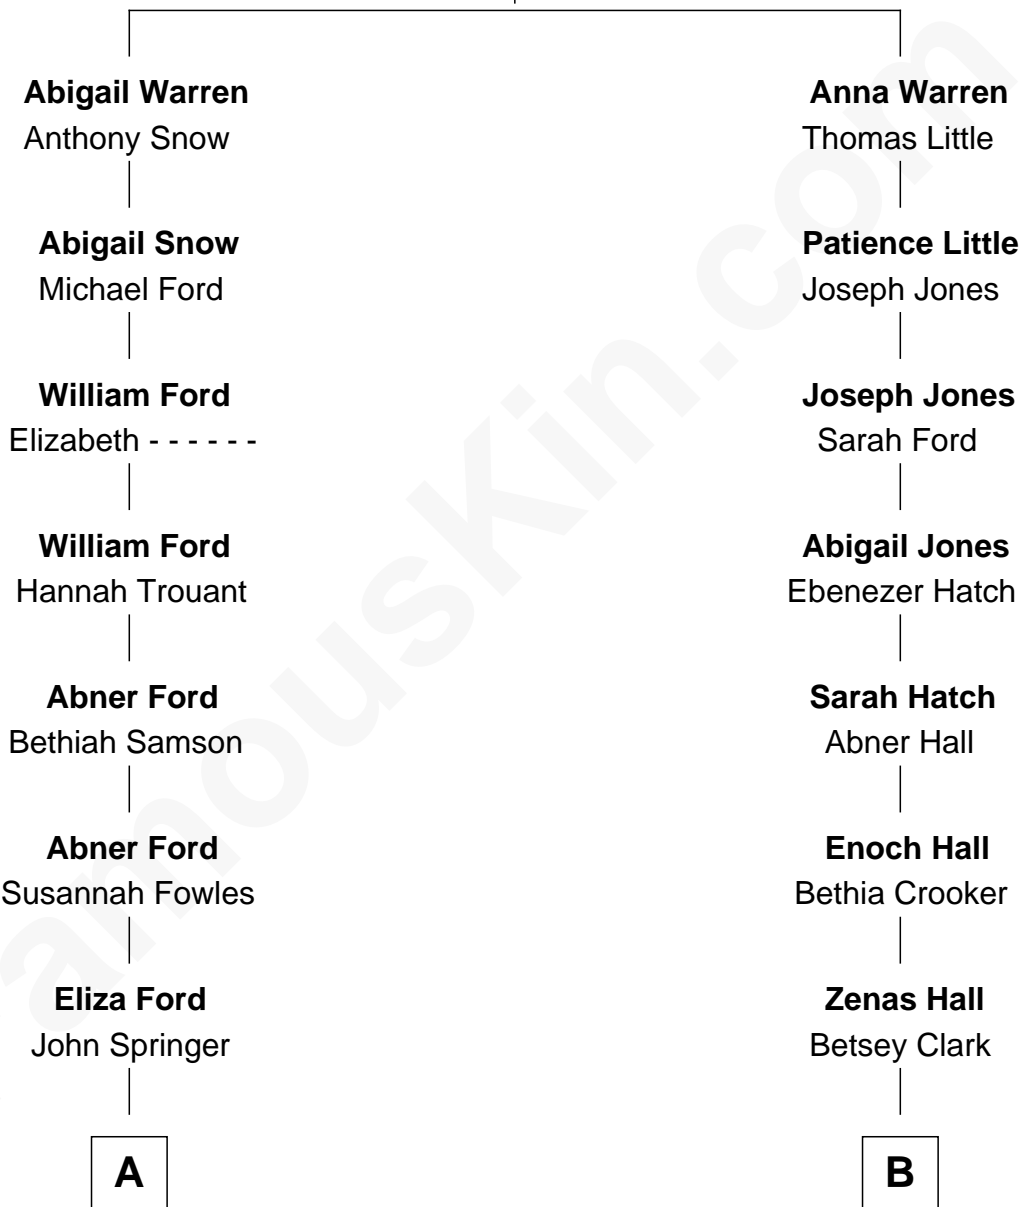 Abigail Warren
Anthony Snow
Anna Warren
Thomas Little
Abigail Snow
Michael Ford
Patience Little
Joseph Jones
William Ford
Elizabeth - - - - - -
Joseph Jones
Sarah Ford
William Ford
Hannah Trouant
Abigail Jones
Ebenezer Hatch
Abner Ford
Bethiah Samson
Sarah Hatch
Abner Hall
Abner Ford
Susannah Fowles
Enoch Hall
Bethia Crooker
Eliza Ford
John Springer
Zenas Hall
Betsey Clark
A
B
amousKin.com